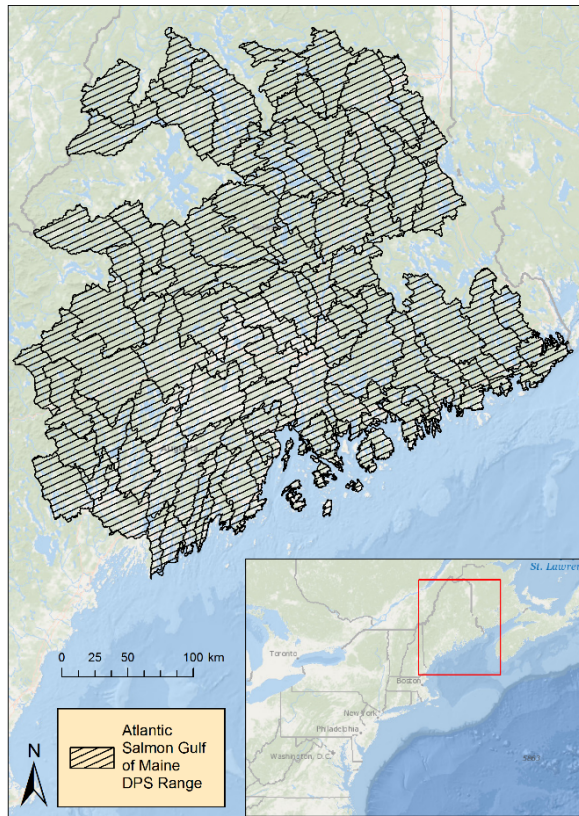 0 25 50 100 km
N
Atlantic
Salmon Gulf
of Maine
DPS Range
St. Lawrenc
Toronto
Boston
New York
Philadelphia
Washington, D.C.